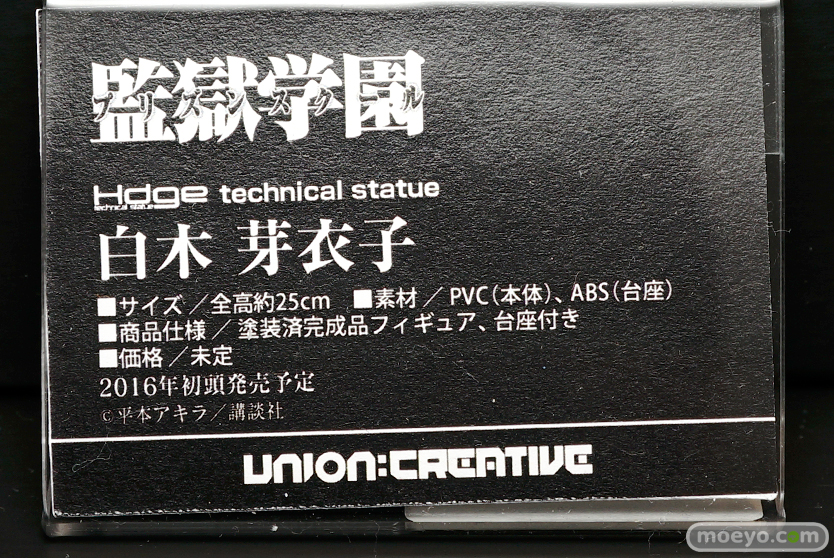 監獄学園
プリズンスクール
Hdge technical statue
technical statue
白木 芽衣子
■サイズ／全高約25cm ■素材／PVC（本体）、ABS（台座）
■商品仕様／塗装済完成品フィギュア、台座付き
■価格／未定
2016年初頭発売予定
©平本アキラ／講談社
UNION:CREATIVE
moeyo.com